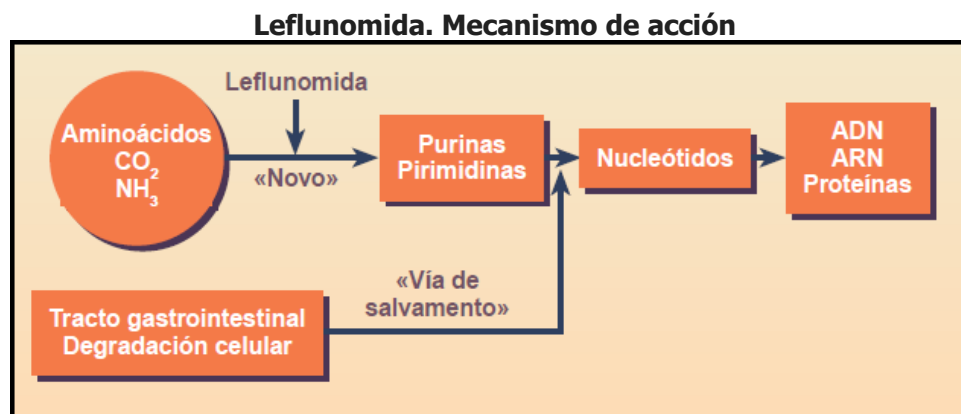 Leflunomida. Mecanismo de acción
Leflunomida
Aminoácidos
CO₂
NH₃
«Novo»
Purinas
Pirimidinas
Nucleótidos
ADN
ARN
Proteínas
«Vía de
salvamento»
Tracto gastrointestinal
Degradación celular